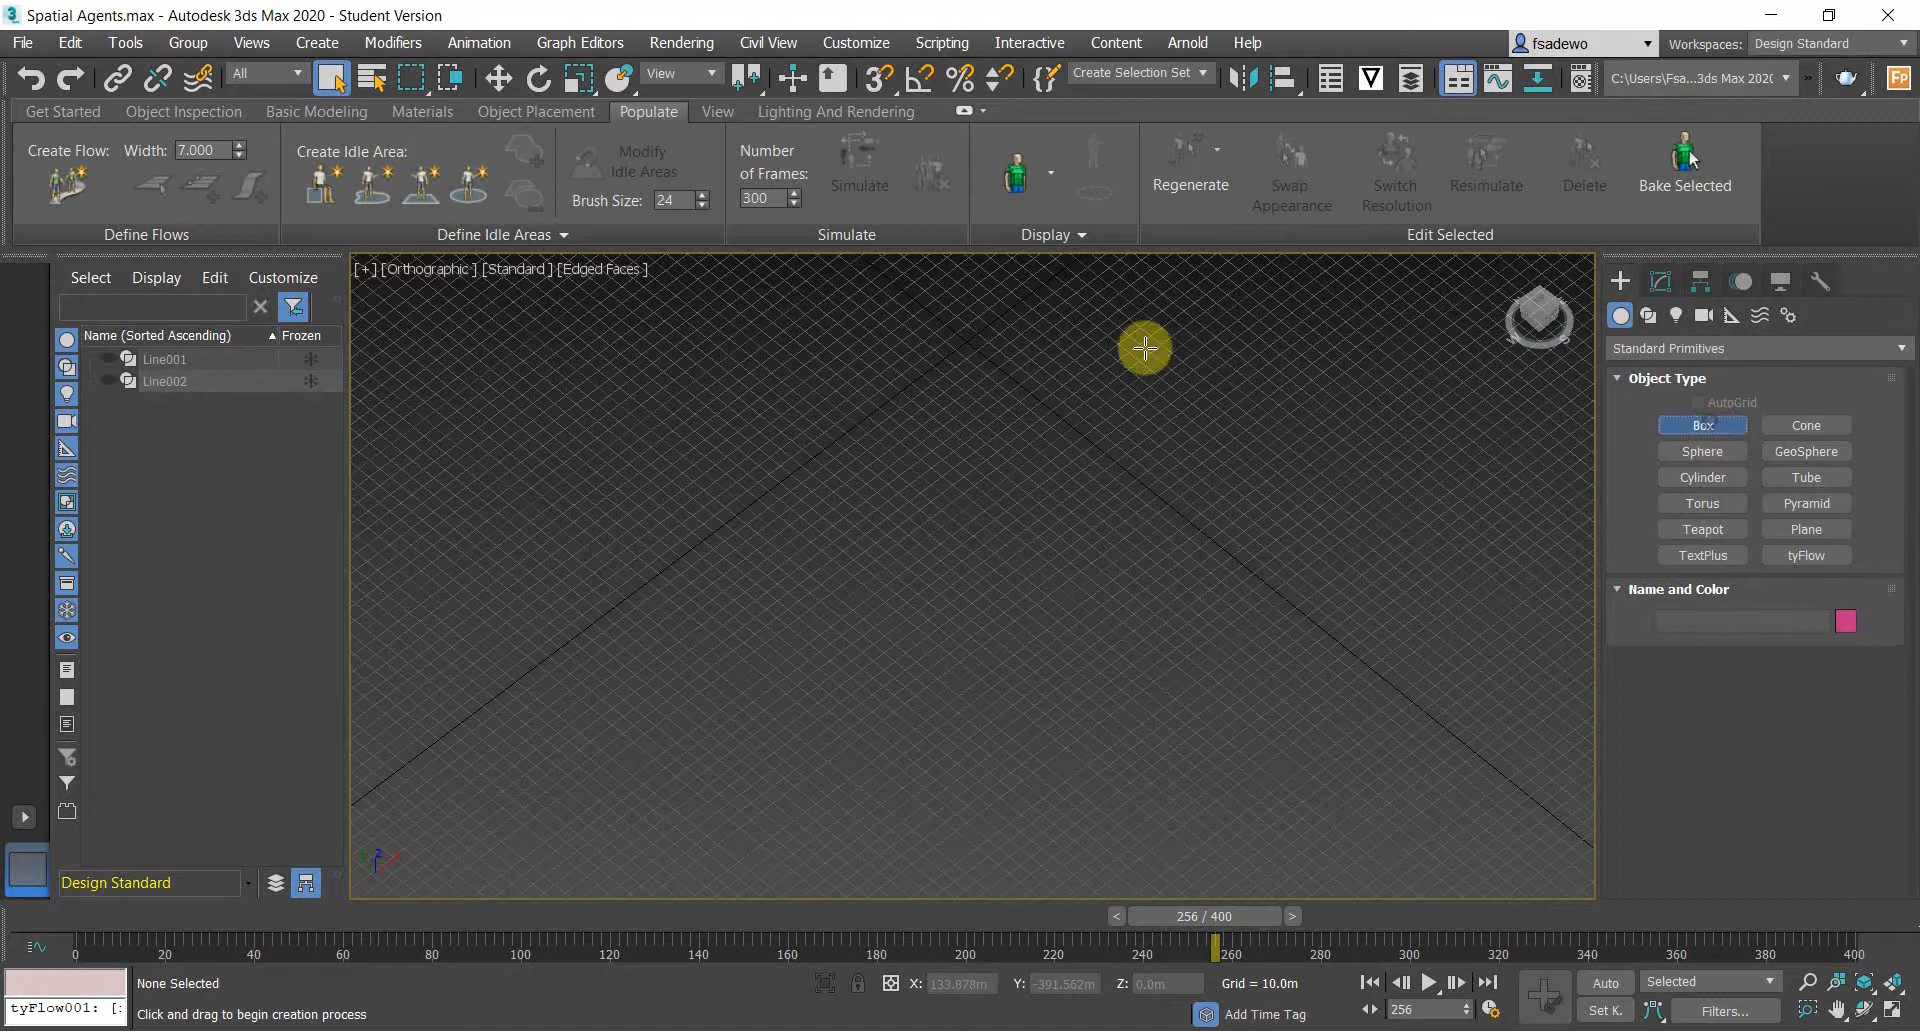 Spatial Agents.max - Autodesk 3ds Max 2020 - Student Version
File Edit Tools Group Views Create Modifiers Animation Graph Editors Rendering Civil View Customize Scripting Interactive Content Arnold Help
fsadewo
Workspaces: Design Standard
All
View
Create Selection Set
C:\Users\Fsa...3ds Max 202
Get Started Object Inspection Basic Modeling Materials Object Placement Populate View Lighting And Rendering
Create Flow: Width: 7.000
Define Flows
Create Idle Area:
Modify
Idle Areas
Brush Size: 24
Define Idle Areas
Number
of Frames:
300
Simulate
Simulate
Display
Regenerate
Swap
Appearance
Switch
Resolution
Resimulate
Delete
Bake Selected
Edit Selected
Select Display Edit Customize
Name (Sorted Ascending) Frozen
Line001
Line002
Design Standard
[+] [Orthographic ] [Standard ] [Edged Faces ]
Standard Primitives
Object Type
AutoGrid
Box Cone
Sphere GeoSphere
Cylinder Tube
Torus Pyramid
Teapot Plane
TextPlus tyFlow
Name and Color
< 256 / 400 >
0 20 40 60 80 100 120 140 160 180 200 220 240 260 280 300 320 340 360 380 400
tyFlow001: [
None Selected
Click and drag to begin creation process
X: 133.878m Y: -391.562m Z: 0.0m Grid = 10.0m
Add Time Tag
256
Auto Selected
Set K. Filters...